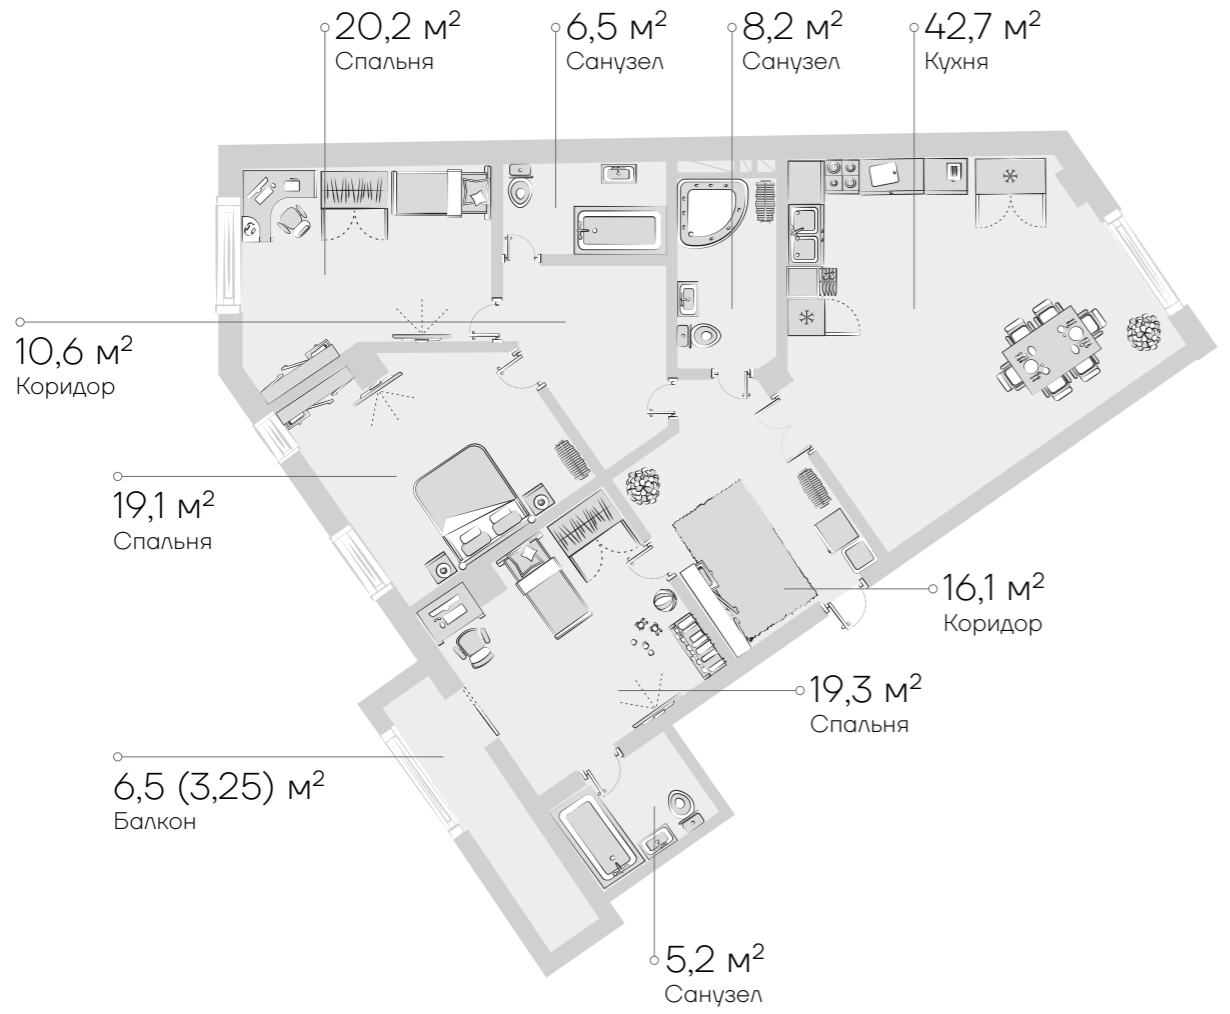 20,2 м²
Спальня
6,5 м²
Санузел
8,2 м²
Санузел
42,7 м²
Кухня
10,6 м²
Коридор
19,1 м²
Спальня
16,1 м²
Коридор
19,3 м²
Спальня
6,5 (3,25) м²
Балкон
5,2 м²
Санузел